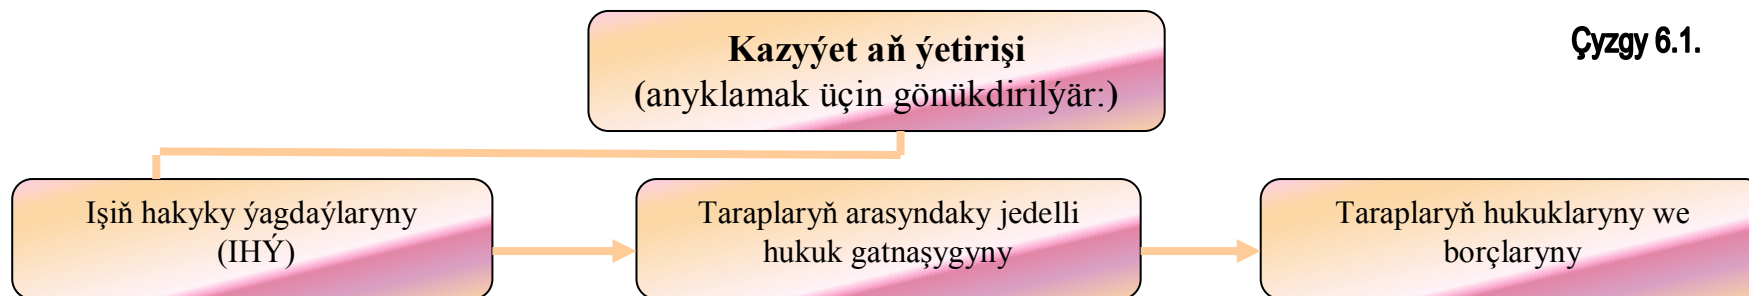 Kazyýet aň ýetirişi
(anyklamak üçin gönükdirilýär:)
Çyzgy 6.1.
Işiň hakyky ýagdaýlaryny
(IHÝ)
Taraplaryň arasyndaky jedelli
hukuk gatnaşygyny
Taraplaryň hukuklaryny we
borçlaryny